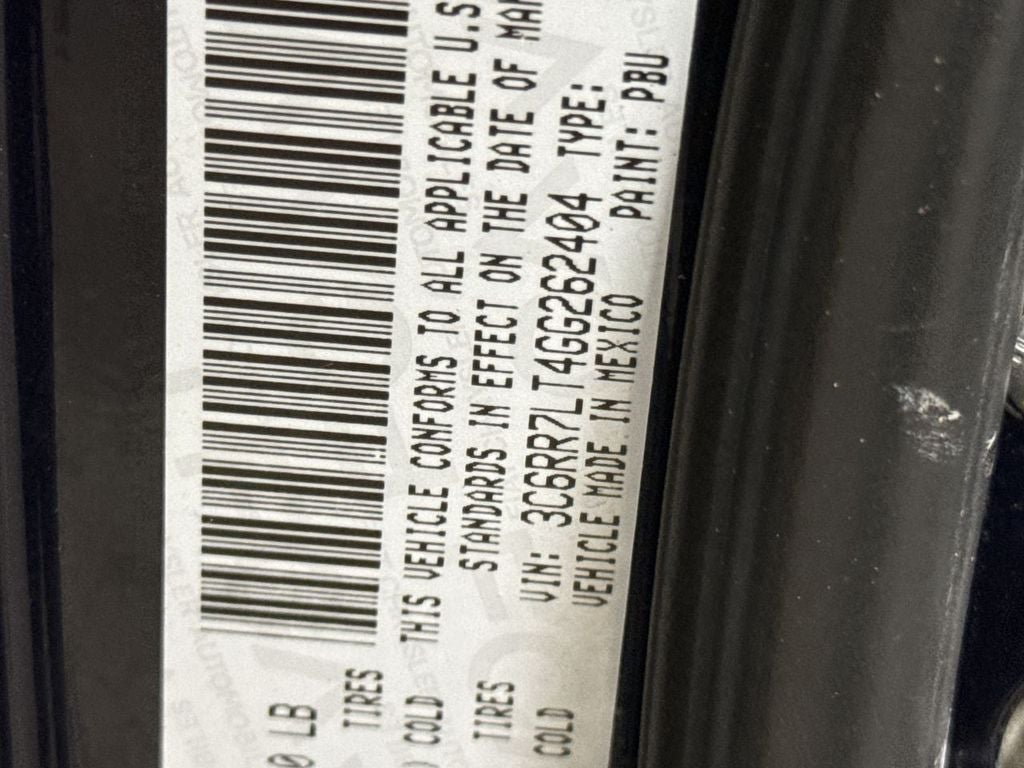 0 LB
TIRES
COLD
TIRES
COLD
THIS VEHICLE CONFORMS TO ALL APPLICABLE U.S
STANDARDS IN EFFECT ON THE DATE OF MAN
VIN: 3C6RR7LT4GG262404 TYPE:
VEHICLE MADE IN MEXICO PAINT: PBU